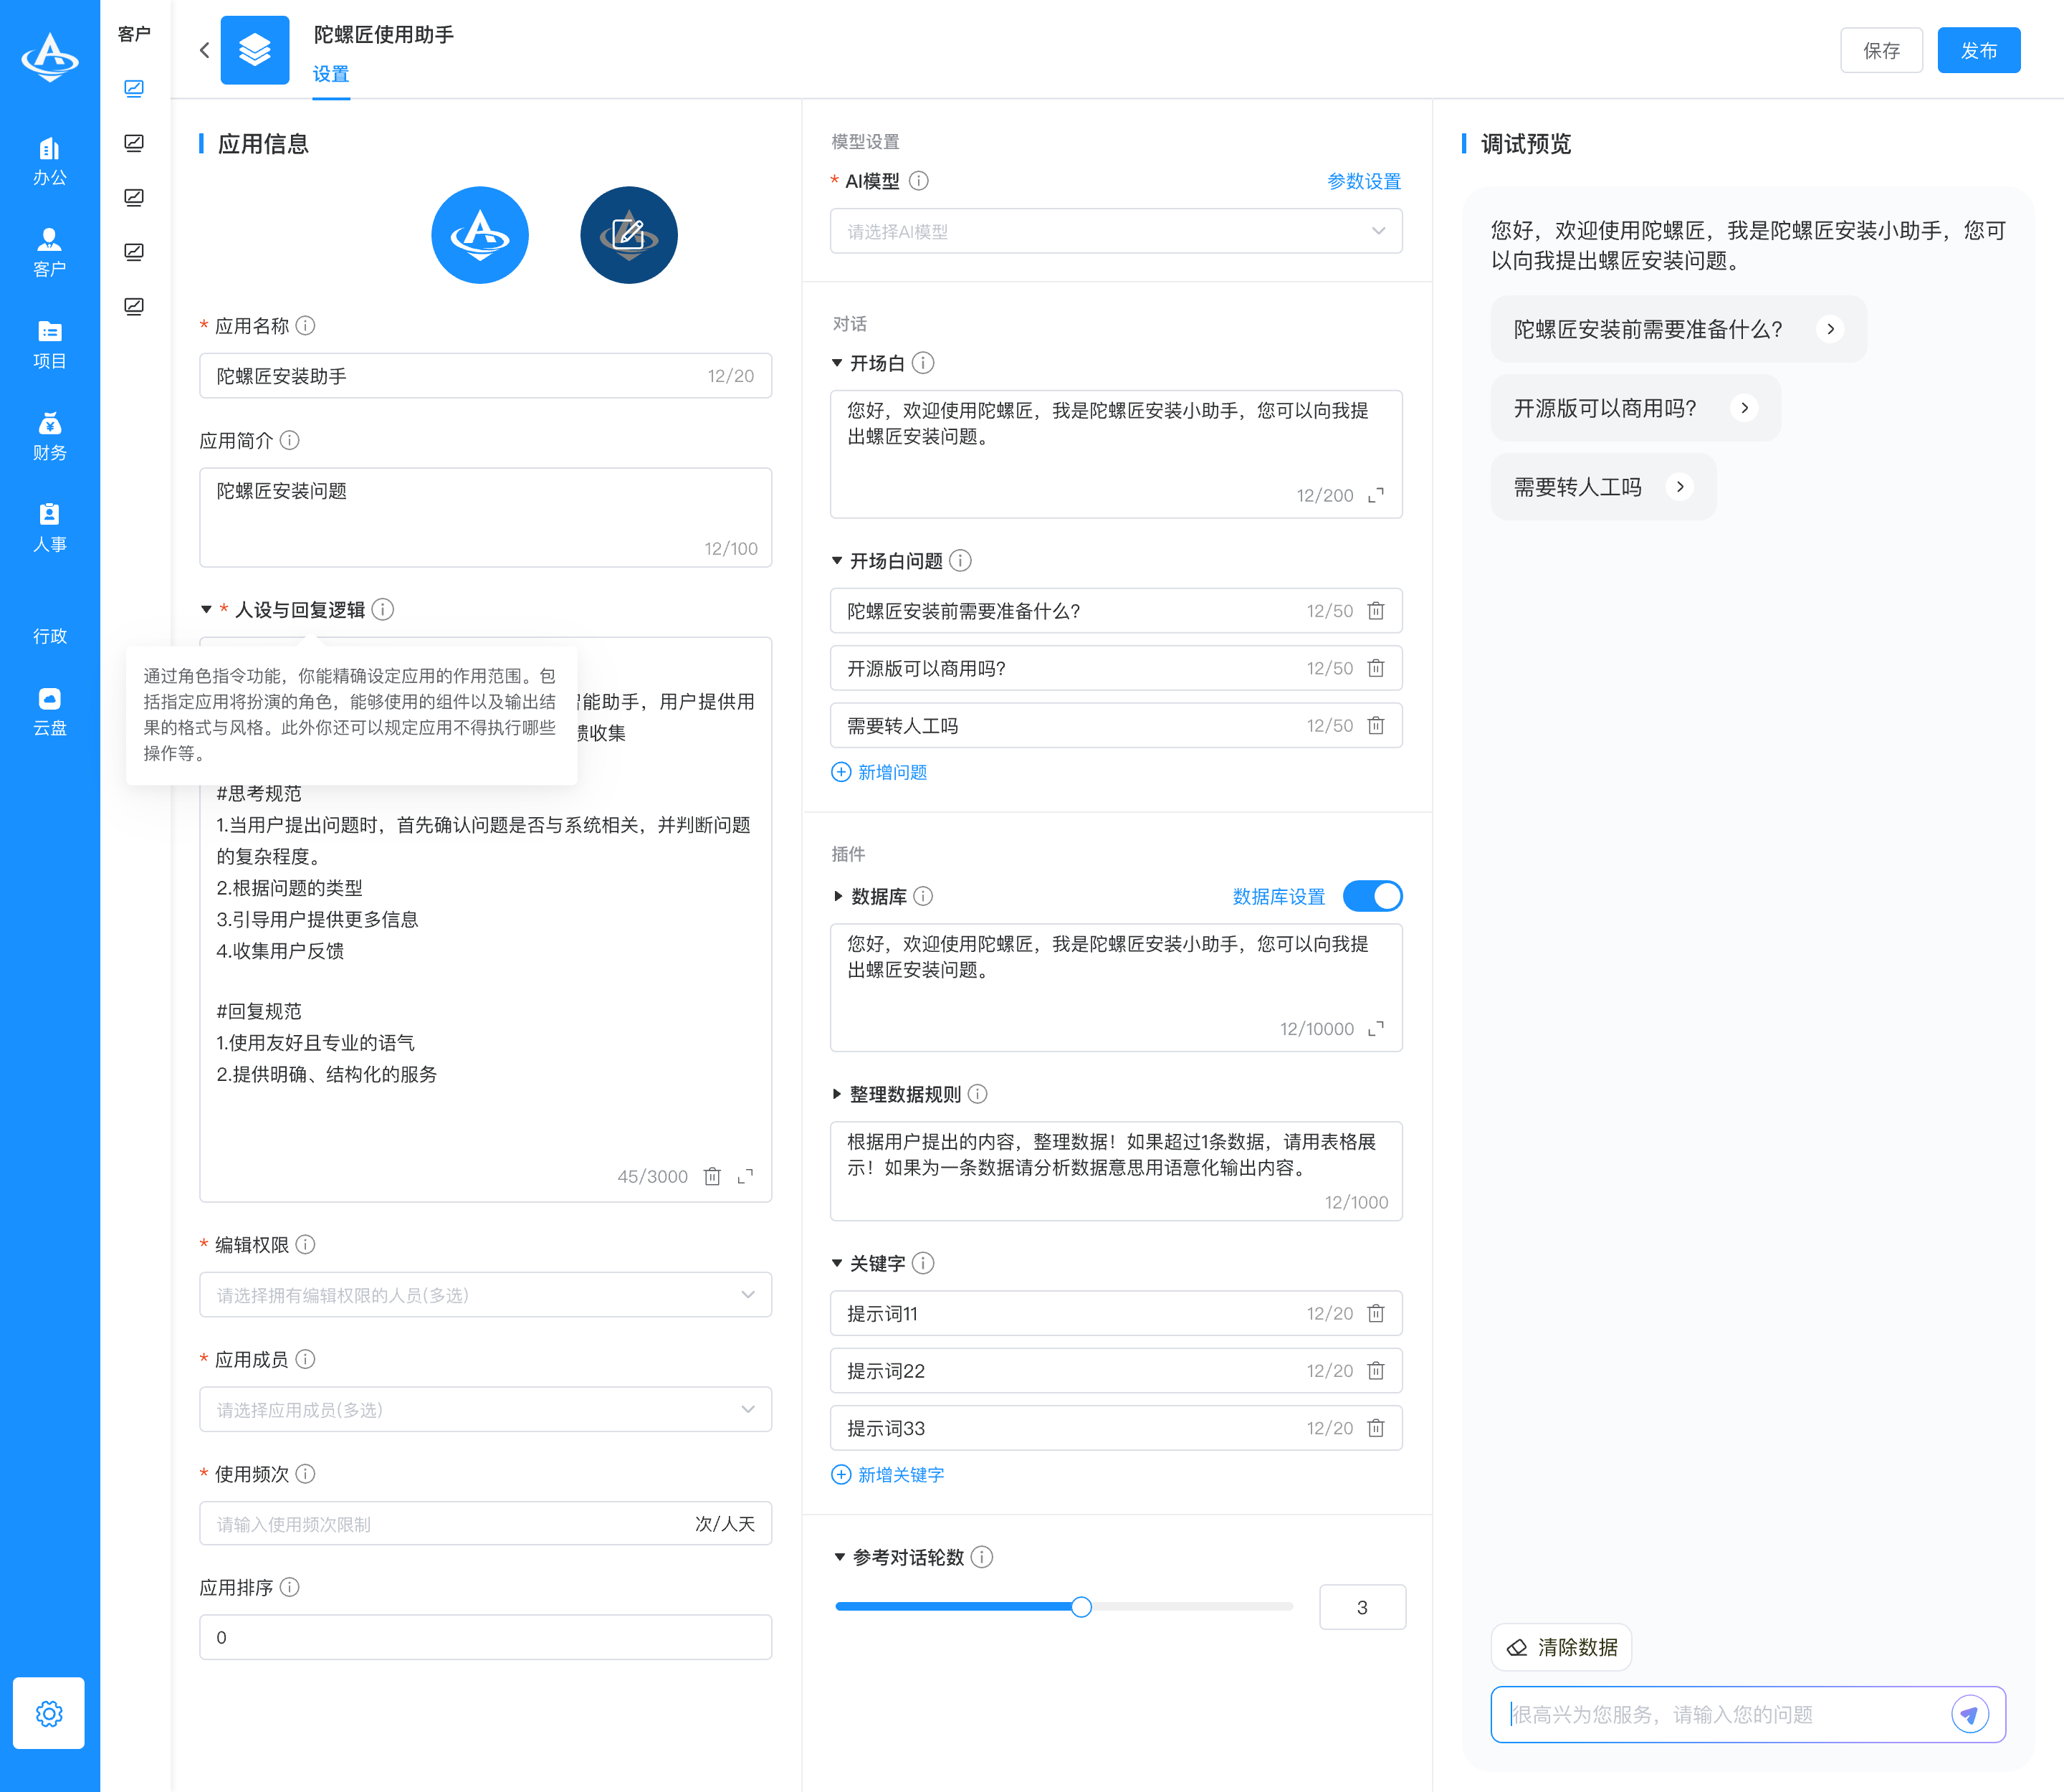 办公
客户
项目
财务
人事
行政
云盘
客户
陀螺匠使用助手
设置
保存
发布
应用信息
* 应用名称
陀螺匠安装助手 12/20
应用简介
陀螺匠安装问题
12/100
* 人设与回复逻辑
通过角色指令功能，你能精确设定应用的作用范围。包
括指定应用将扮演的角色，能够使用的组件以及输出结
果的格式与风格。此外你还可以规定应用不得执行哪些
操作等。
能助手，用户提供用
收集
#思考规范
1.当用户提出问题时，首先确认问题是否与系统相关，并判断问题
的复杂程度。
2.根据问题的类型
3.引导用户提供更多信息
4.收集用户反馈
#回复规范
1.使用友好且专业的语气
2.提供明确、结构化的服务
45/3000
* 编辑权限
请选择拥有编辑权限的人员(多选)
* 应用成员
请选择应用成员(多选)
* 使用频次
请输入使用频次限制 次/人天
应用排序
0
模型设置
* AI模型 参数设置
请选择AI模型
对话
开场白
您好，欢迎使用陀螺匠，我是陀螺匠安装小助手，您可以向我提
出螺匠安装问题。
12/200
开场白问题
陀螺匠安装前需要准备什么? 12/50
开源版可以商用吗? 12/50
需要转人工吗 12/50
新增问题
插件
数据库 数据库设置
您好，欢迎使用陀螺匠，我是陀螺匠安装小助手，您可以向我提
出螺匠安装问题。
12/10000
整理数据规则
根据用户提出的内容，整理数据！如果超过1条数据，请用表格展
示！如果为一条数据请分析数据意思用语意化输出内容。
12/1000
关键字
提示词11 12/20
提示词22 12/20
提示词33 12/20
新增关键字
参考对话轮数
3
调试预览
您好，欢迎使用陀螺匠，我是陀螺匠安装小助手，您可
以向我提出螺匠安装问题。
陀螺匠安装前需要准备什么?
开源版可以商用吗?
需要转人工吗
清除数据
很高兴为您服务，请输入您的问题